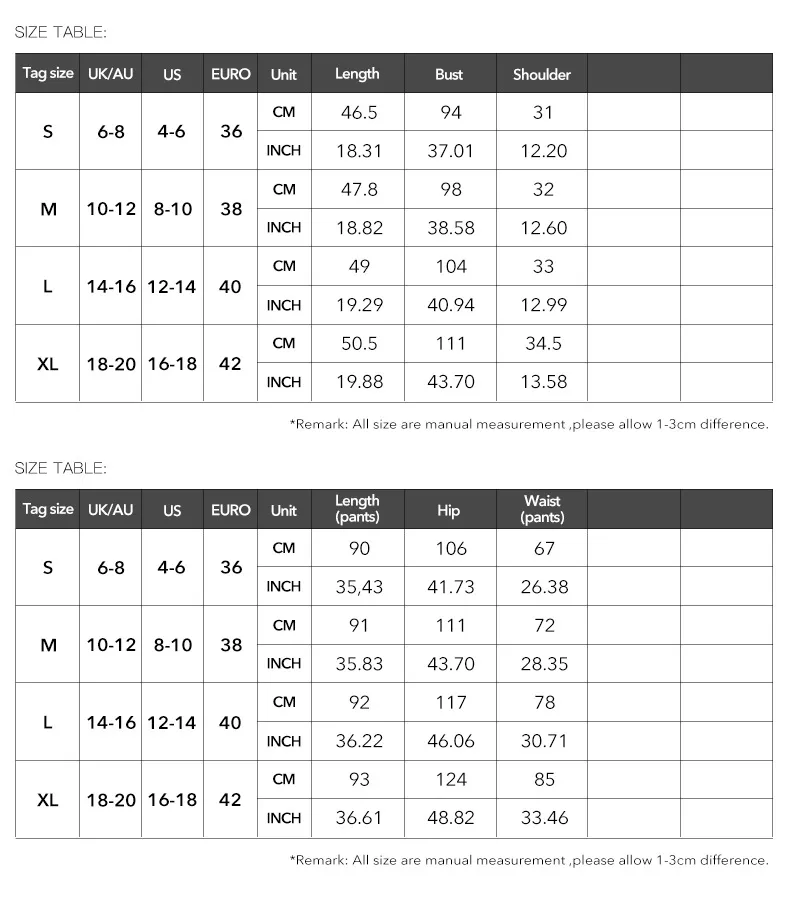 SIZE TABLE:
Tag size UK/AU US EURO Unit Length Bust Shoulder
S 6-8 4-6 36 CM 46.5 94 31
INCH 18.31 37.01 12.20
M 10-12 8-10 38 CM 47.8 98 32
INCH 18.82 38.58 12.60
L 14-16 12-14 40 CM 49 104 33
INCH 19.29 40.94 12.99
XL 18-20 16-18 42 CM 50.5 111 34.5
INCH 19.88 43.70 13.58
*Remark: All size are manual measurement ,please allow 1-3cm difference.
SIZE TABLE:
Tag size UK/AU US EURO Unit Length (pants) Hip Waist (pants)
S 6-8 4-6 36 CM 90 106 67
INCH 35,43 41.73 26.38
M 10-12 8-10 38 CM 91 111 72
INCH 35.83 43.70 28.35
L 14-16 12-14 40 CM 92 117 78
INCH 36.22 46.06 30.71
XL 18-20 16-18 42 CM 93 124 85
INCH 36.61 48.82 33.46
*Remark: All size are manual measurement ,please allow 1-3cm difference.